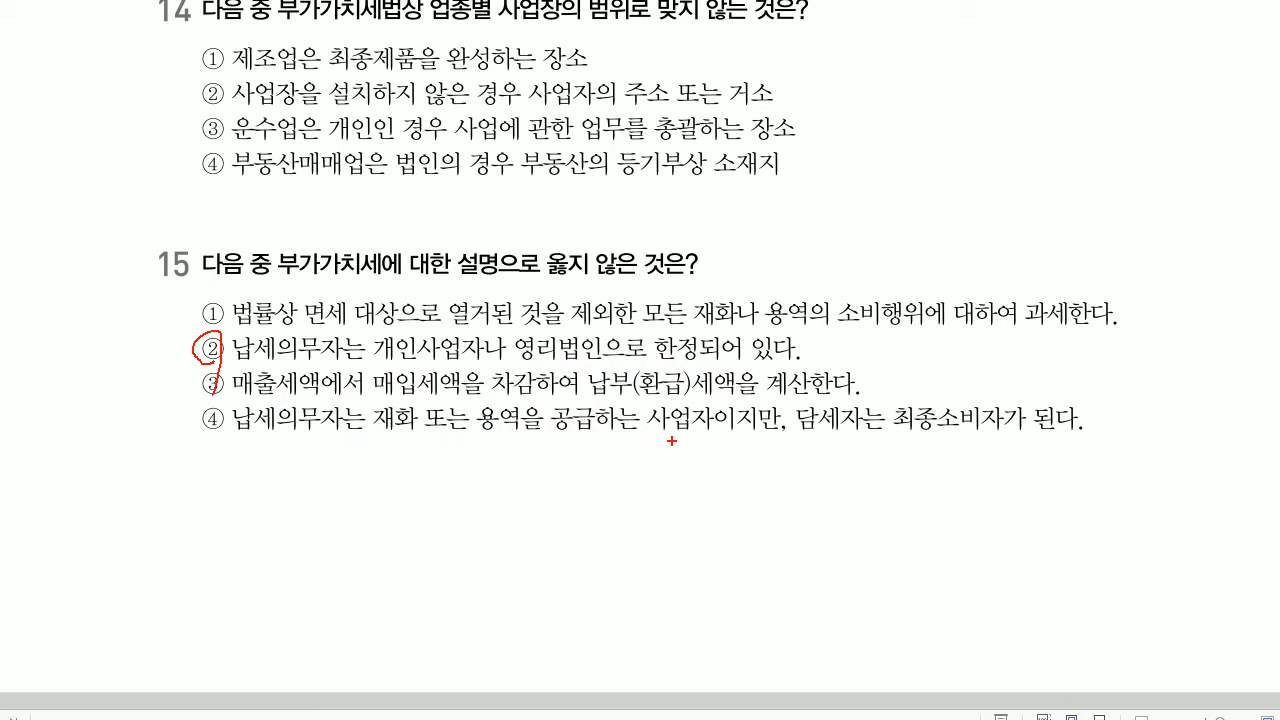 14 다음 중 부가가치세법상 업종별 사업장의 범위로 맞지 않는 것은?
① 제조업은 최종제품을 완성하는 장소
② 사업장을 설치하지 않은 경우 사업자의 주소 또는 거소
③ 운수업은 개인인 경우 사업에 관한 업무를 총괄하는 장소
④ 부동산매매업은 법인의 경우 부동산의 등기부상 소재지
15 다음 중 부가가치세에 대한 설명으로 옳지 않은 것은?
① 법률상 면세 대상으로 열거된 것을 제외한 모든 재화나 용역의 소비행위에 대하여 과세한다.
② 납세의무자는 개인사업자나 영리법인으로 한정되어 있다.
③ 매출세액에서 매입세액을 차감하여 납부(환급)세액을 계산한다.
④ 납세의무자는 재화 또는 용역을 공급하는 사업자이지만, 담세자는 최종소비자가 된다.